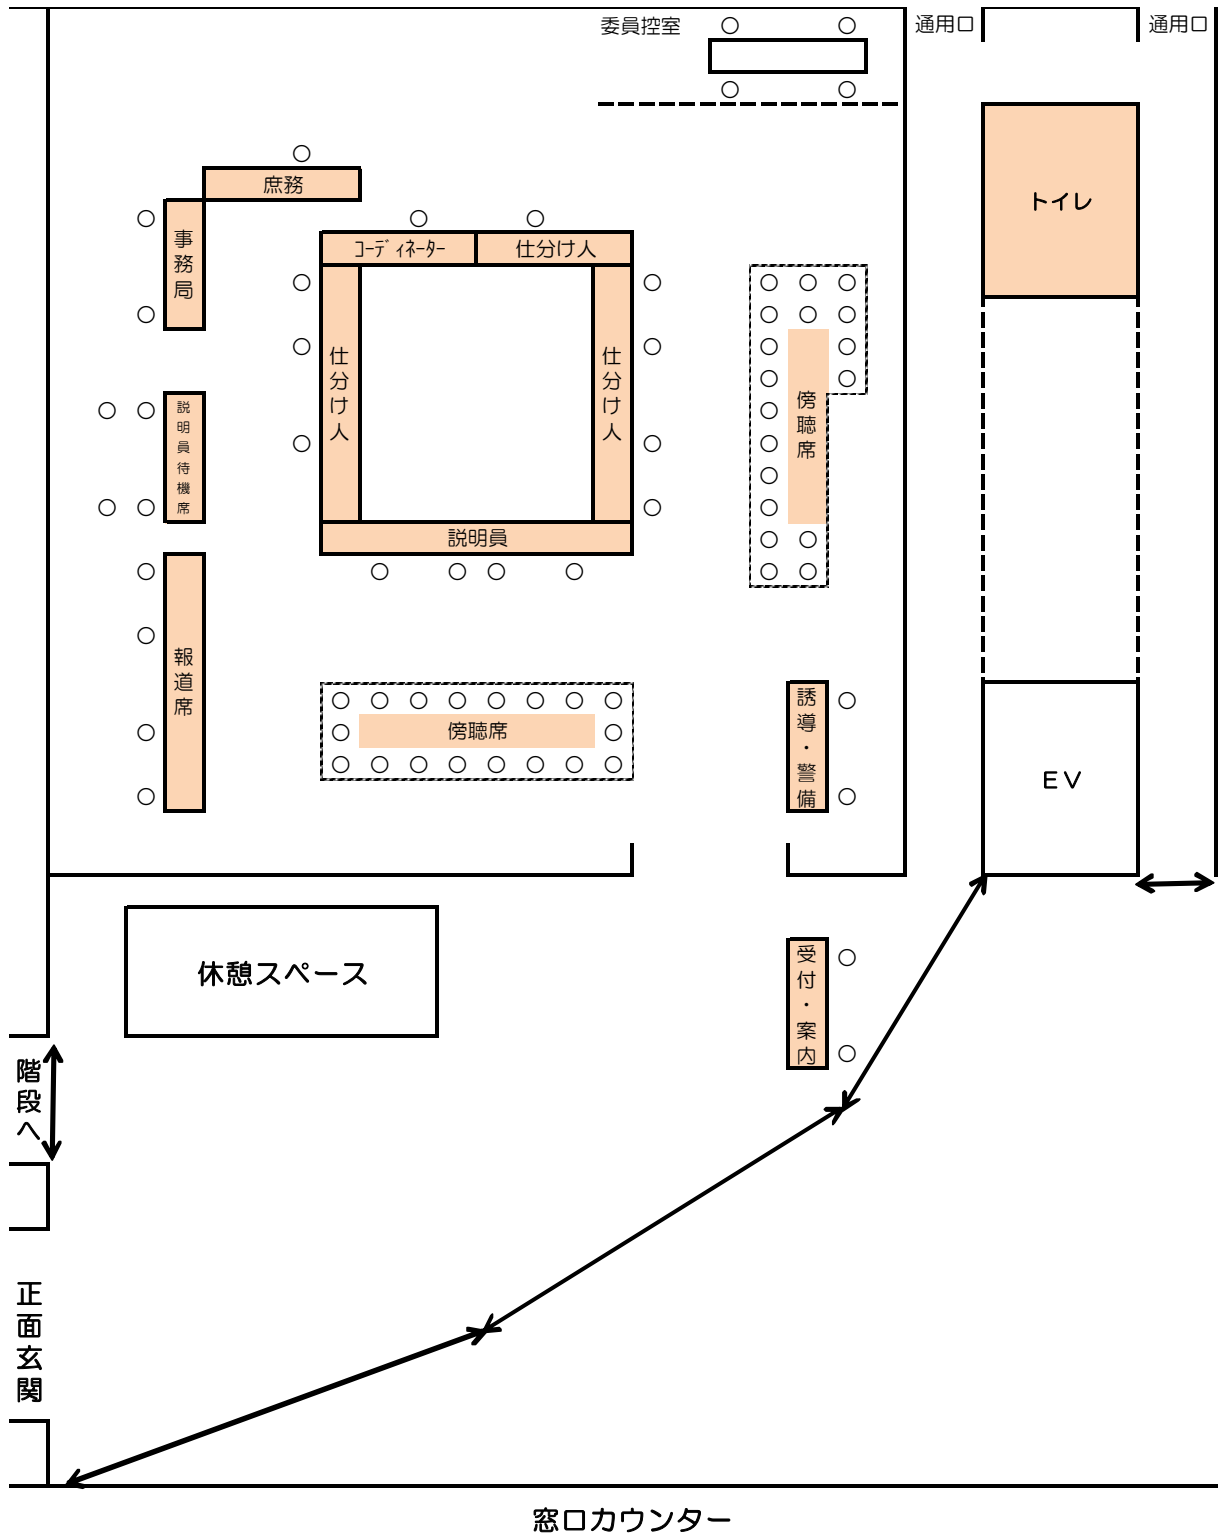 委員控室
通用口
通用口
庶務
トイレ
事務局
ｺｰﾃﾞｨﾈｰﾀｰ
仕分け人
仕分け人
仕分け人
傍聴席
説明員待機席
説明員
報道席
傍聴席
誘導・警備
ＥＶ
休憩スペース
受付・案内
階段へ
正面玄関
窓口カウンター